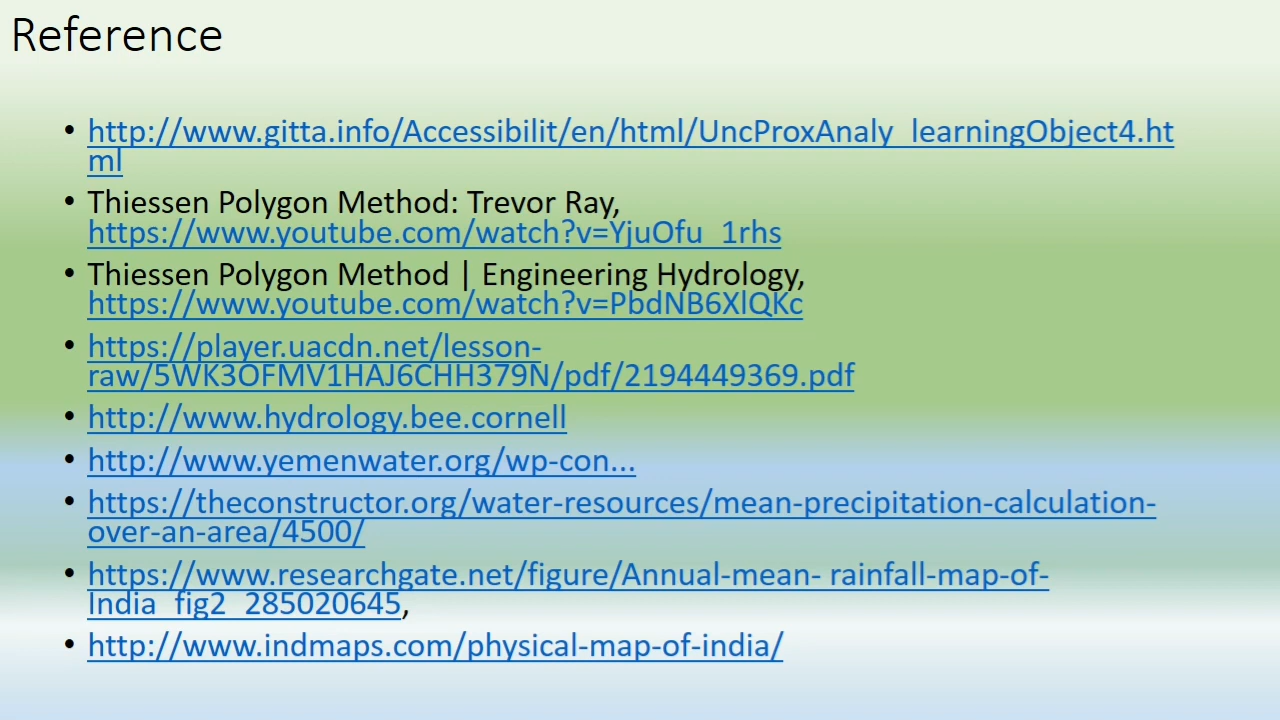 Reference
• http://www.gitta.info/Accessibilit/en/html/UncProxAnaly_learningObject4.ht
ml
• Thiessen Polygon Method: Trevor Ray,
https://www.youtube.com/watch?v=YjuOfu_1rhs
• Thiessen Polygon Method | Engineering Hydrology,
https://www.youtube.com/watch?v=PbdNB6XlQKc
• https://player.uacdn.net/lesson-
raw/5WK3OFMV1HAJ6CHH379N/pdf/2194449369.pdf
• http://www.hydrology.bee.cornell
• http://www.yemenwater.org/wp-con...
• https://theconstructor.org/water-resources/mean-precipitation-calculation-
over-an-area/4500/
• https://www.researchgate.net/figure/Annual-mean- rainfall-map-of-
India_fig2_285020645,
• http://www.indmaps.com/physical-map-of-india/